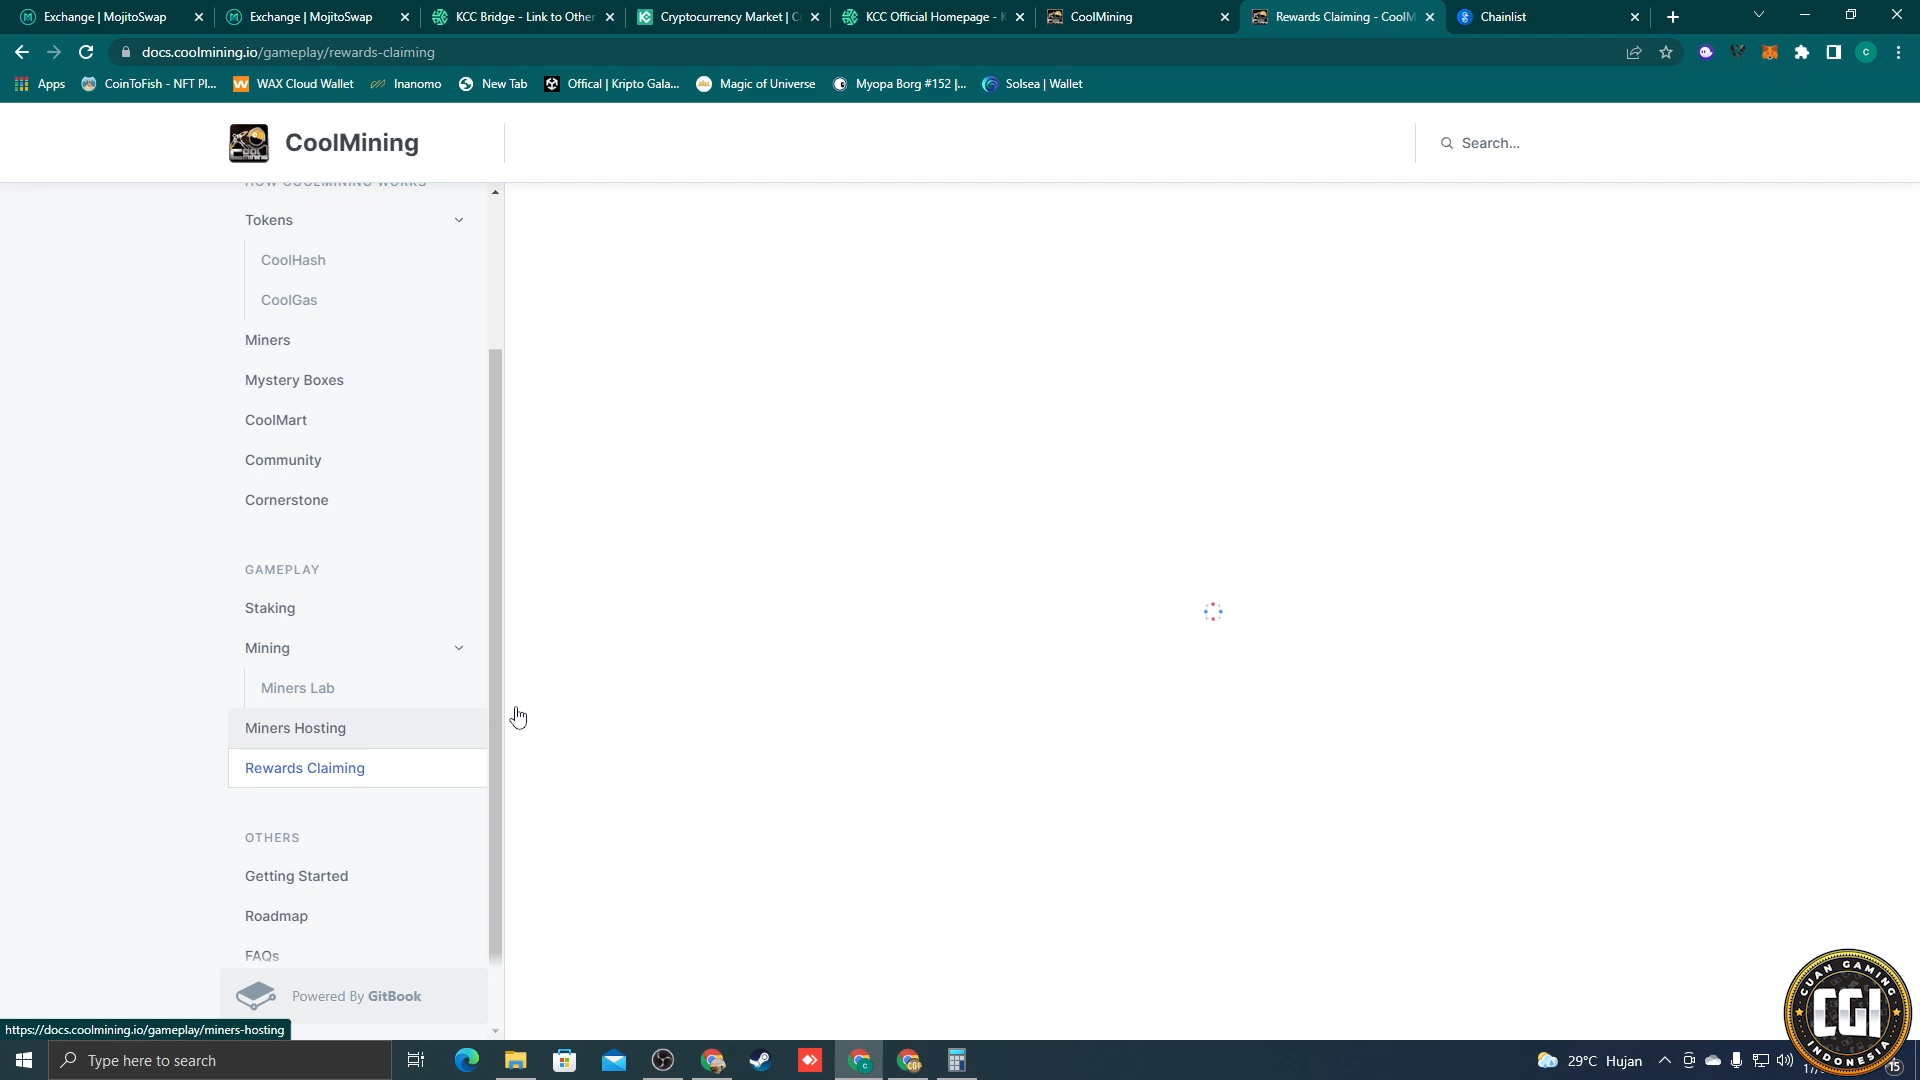 Exchange | MojitoSwap
Exchange | MojitoSwap
KCC Bridge - Link to Other
Cryptocurrency Market | C
KCC Official Homepage - K
CoolMining
Rewards Claiming - CoolM
Chainlist
docs.coolmining.io/gameplay/rewards-claiming
Apps
CoinToFish - NFT Pl...
WAX Cloud Wallet
Inanomo
New Tab
Offical | Kripto Gala...
Magic of Universe
Myopa Borg #152 |...
Solsea | Wallet
CoolMining
Search...
HOW COOLMINING WORKS
Tokens
CoolHash
CoolGas
Miners
Mystery Boxes
CoolMart
Community
Cornerstone
GAMEPLAY
Staking
Mining
Miners Lab
Miners Hosting
Rewards Claiming
OTHERS
Getting Started
Roadmap
FAQs
Powered By GitBook
https://docs.coolmining.io/gameplay/miners-hosting
Type here to search
29°C Hujan
15
CUAN GAMING
CGI
INDONESIA